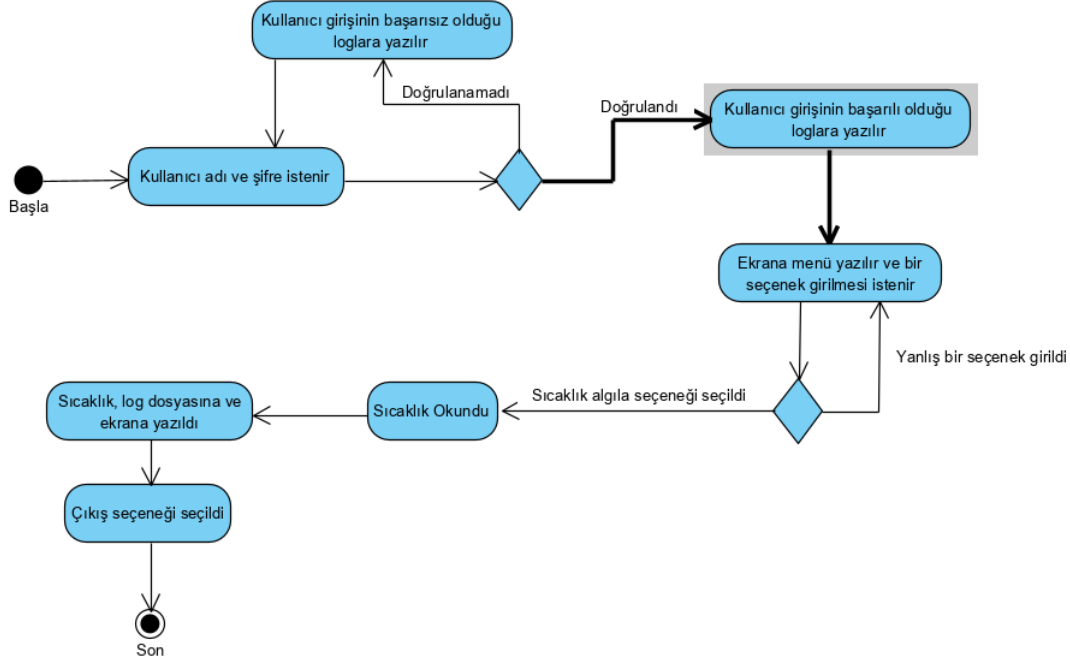 Kullanıcı girişinin başarısız olduğu
loglara yazılır
Doğrulanamadı
Doğrulandı
Kullanıcı girişinin başarılı olduğu
loglara yazılır
Kullanıcı adı ve şifre istenir
Başla
Ekrana menü yazılır ve bir
seçenek girilmesi istenir
Yanlış bir seçenek girildi
Sıcaklık algıla seçeneği seçildi
Sıcaklık Okundu
Sıcaklık, log dosyasına ve
ekrana yazıldı
Çıkış seçeneği seçildi
Son